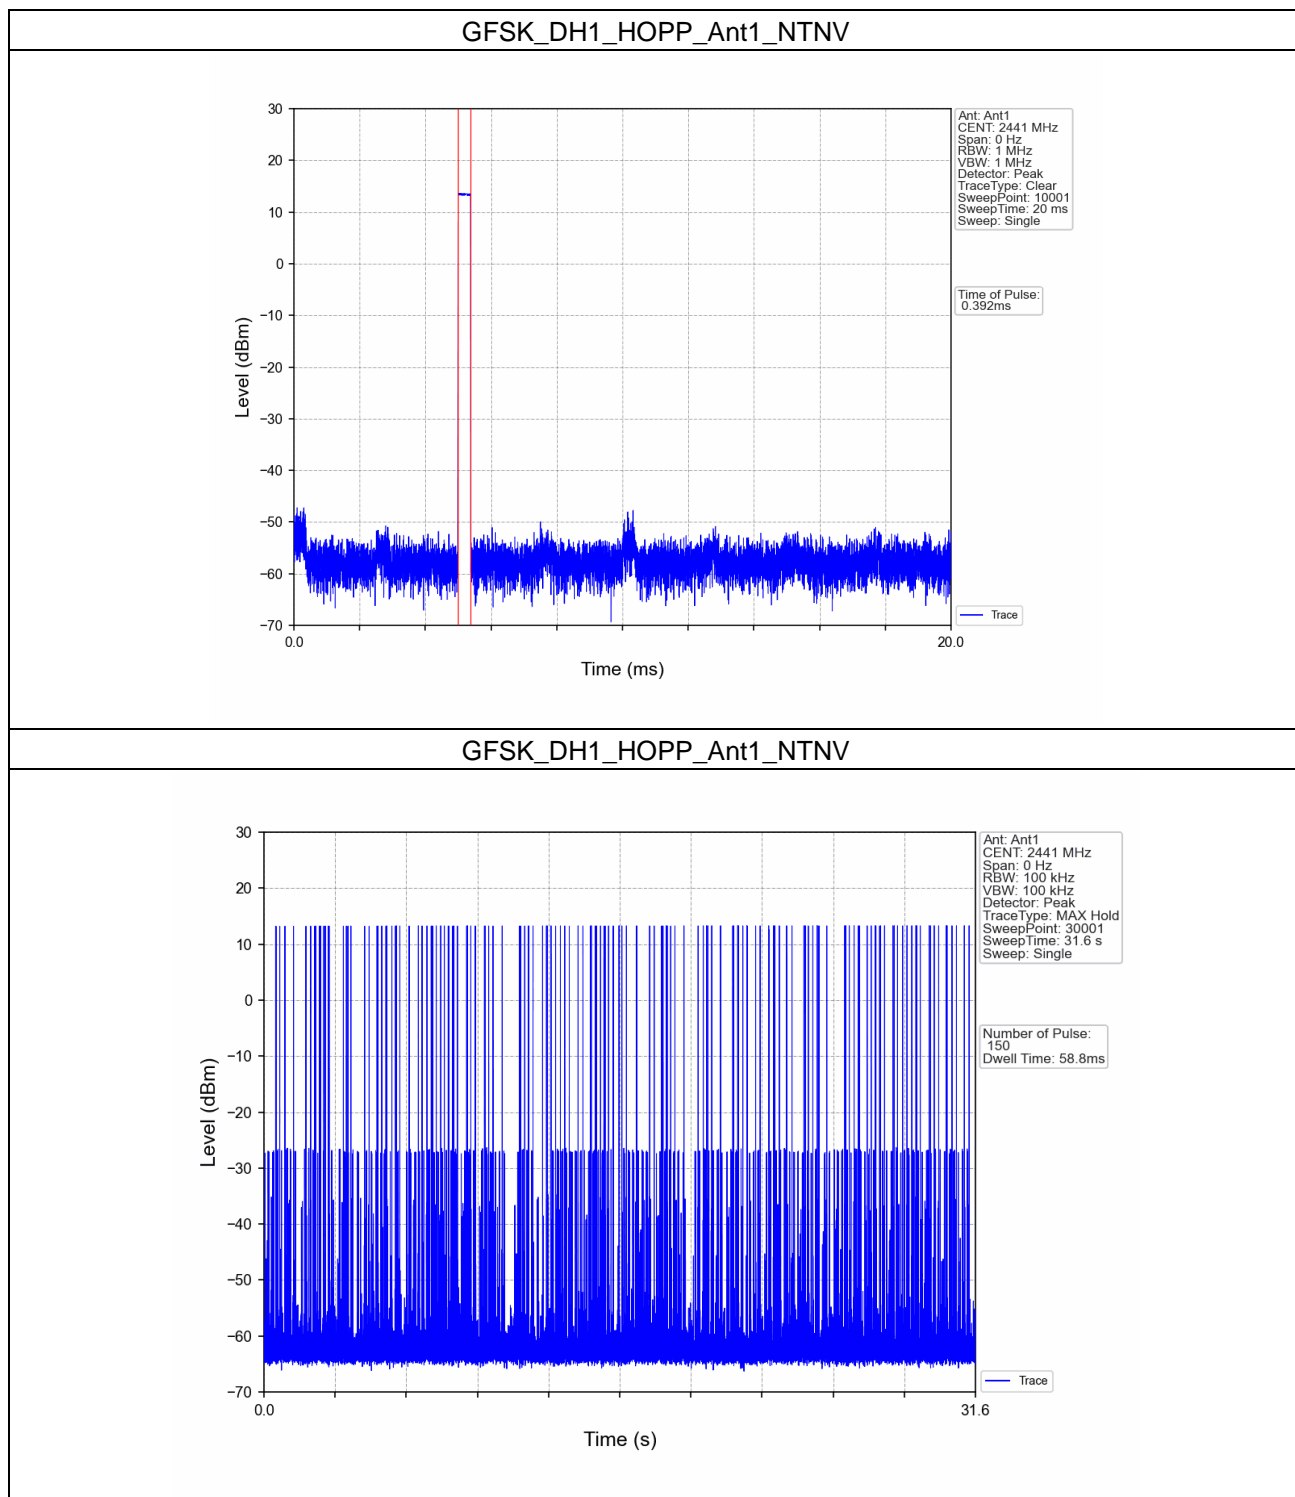 GFSK_DH1_HOPP_Ant1_NTNV
30
20
10
0
−10
−20
−30
−40
−50
−60
−70
Level (dBm)
0.0
20.0
Time (ms)
Ant: Ant1
CENT: 2441 MHz
Span: 0 Hz
RBW: 1 MHz
VBW: 1 MHz
Detector: Peak
TraceType: Clear
SweepPoint: 10001
SweepTime: 20 ms
Sweep: Single
Time of Pulse:
0.392ms
Trace
GFSK_DH1_HOPP_Ant1_NTNV
30
20
10
0
−10
−20
−30
−40
−50
−60
−70
Level (dBm)
0.0
31.6
Time (s)
Ant: Ant1
CENT: 2441 MHz
Span: 0 Hz
RBW: 100 kHz
VBW: 100 kHz
Detector: Peak
TraceType: MAX Hold
SweepPoint: 30001
SweepTime: 31.6 s
Sweep: Single
Number of Pulse:
150
Dwell Time: 58.8ms
Trace